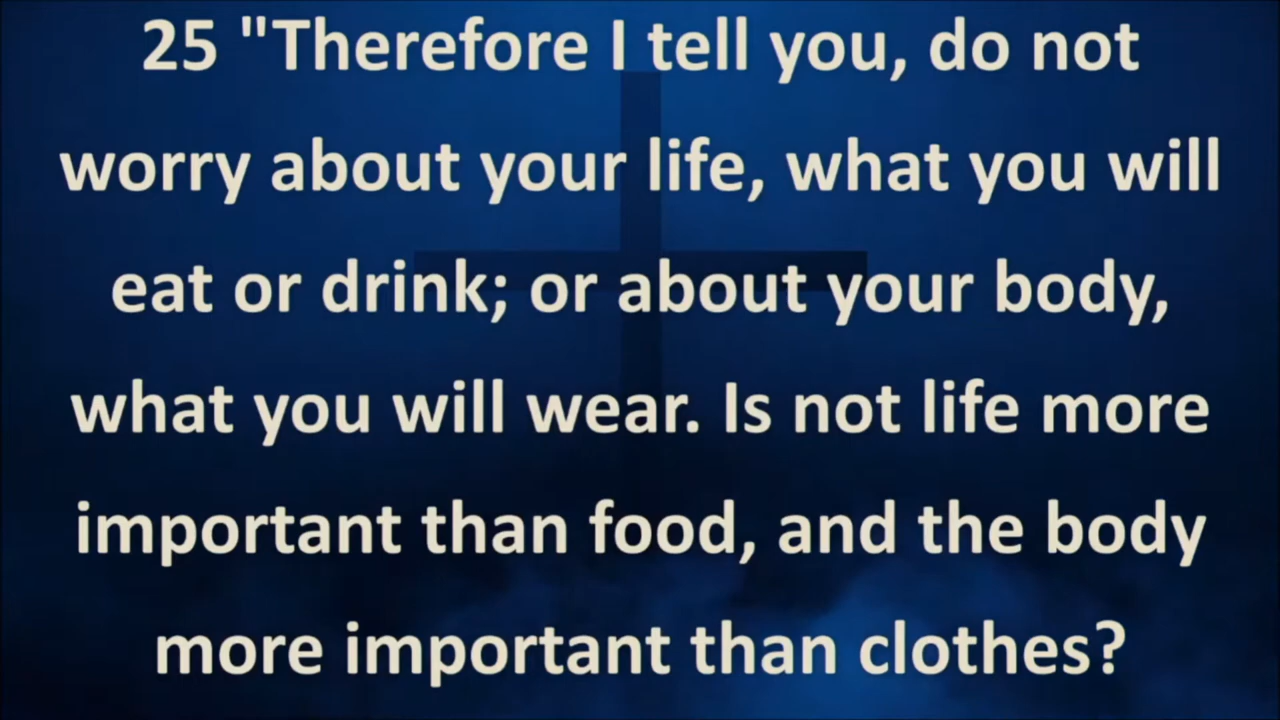 25 "Therefore I tell you, do not
worry about your life, what you will
eat or drink; or about your body,
what you will wear. Is not life more
important than food, and the body
more important than clothes?